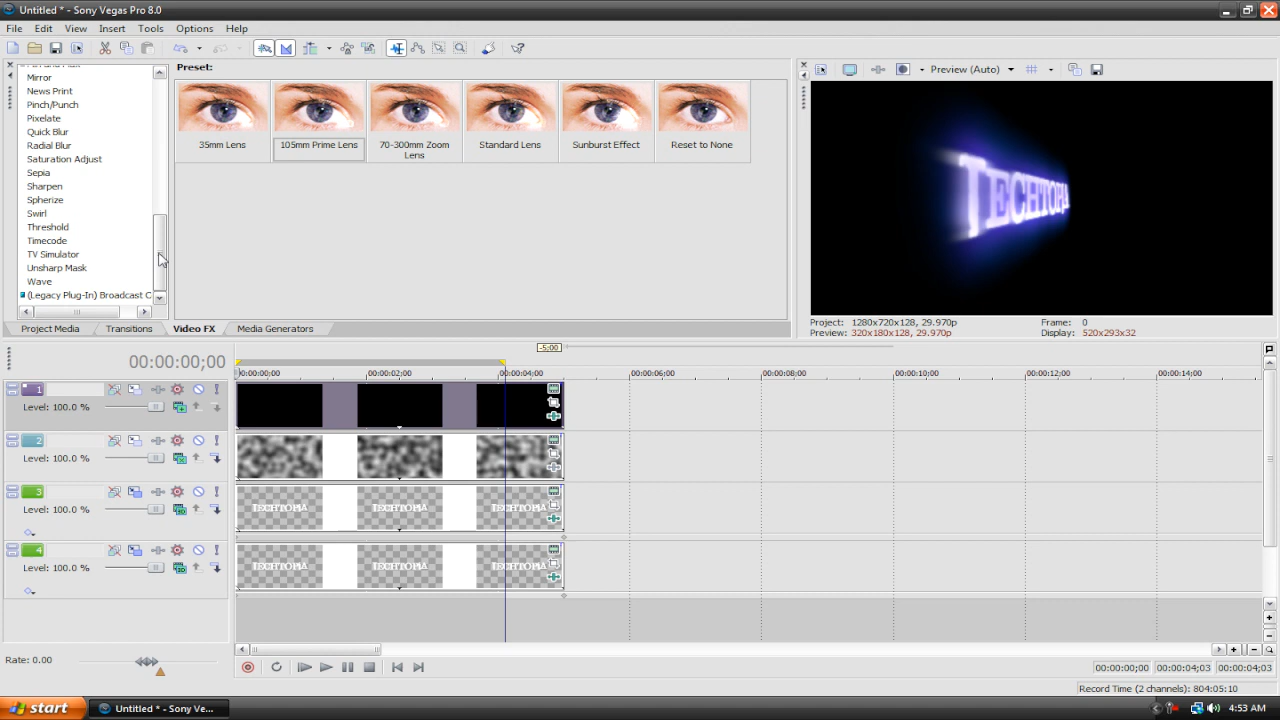 Untitled * - Sony Vegas Pro 8.0
File Edit View Insert Tools Options Help
Mirror
News Print
Pinch/Punch
Pixelate
Quick Blur
Radial Blur
Saturation Adjust
Sepia
Sharpen
Spherize
Swirl
Threshold
Timecode
TV Simulator
Unsharp Mask
Wave
(Legacy Plug-In) Broadcast C
Preset:
35mm Lens
105mm Prime Lens
70-300mm Zoom
Lens
Standard Lens
Sunburst Effect
Reset to None
Preview (Auto)
TECHTOPIA
Project: 1280x720x128, 29.970p
Frame: 0
Preview: 320x180x128, 29.970p
Display: 520x293x32
Project Media Transitions Video FX Media Generators
00:00:00;00
-5;00
00:00:00;00 00:00:02;00 00:00:04;00 00:00:06;00 00:00:08;00 00:00:10;00 00:00:12;00 00:00:14;00
1
Level: 100.0 %
2
Level: 100.0 %
3
Level: 100.0 %
TECHTOPIA TECHTOPIA TECHTOPIA
4
Level: 100.0 %
TECHTOPIA TECHTOPIA TECHTOPIA
Rate: 0.00
00:00:00;00 00:00:04;03 00:00:04;03
Record Time (2 channels): 804:05:10
start
Untitled * - Sony Ve...
4:53 AM